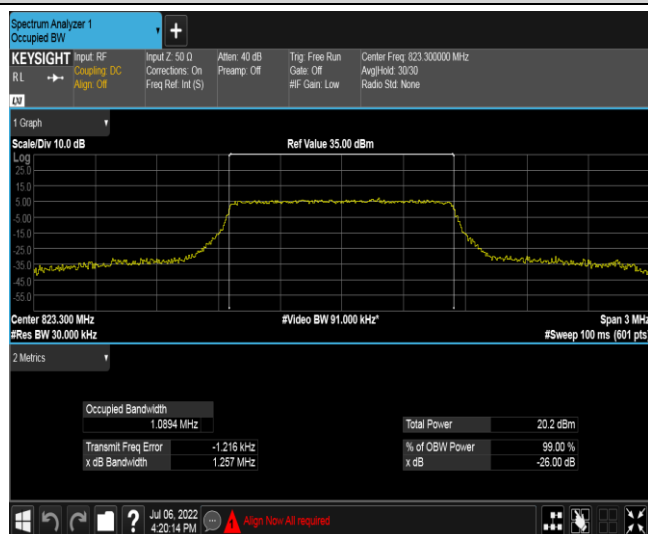 Spectrum Analyzer 1
Occupied BW
KEYSIGHT Input: RF Input Z: 50 Ω Atten: 40 dB Trig: Free Run Center Freq: 823.300000 MHz
RL Coupling: DC Corrections: On Preamp: Off Gate: Off Avg|Hold: 30/30
Align: Off Freq Ref: Int (S) #IF Gain: Low Radio Std: None
LXI
1 Graph
Scale/Div 10.0 dB Ref Value 35.00 dBm
Log
25.0
15.0
5.00
-5.00
-15.0
-25.0
-35.0
-45.0
-55.0
Center 823.300 MHz #Video BW 91.000 kHz* Span 3 MHz
#Res BW 30.000 kHz #Sweep 100 ms (601 pts)
2 Metrics
Occupied Bandwidth
1.0894 MHz Total Power 20.2 dBm
Transmit Freq Error -1.216 kHz % of OBW Power 99.00 %
x dB Bandwidth 1.257 MHz x dB -26.00 dB
? Jul 06, 2022
4:20:14 PM Align Now All required